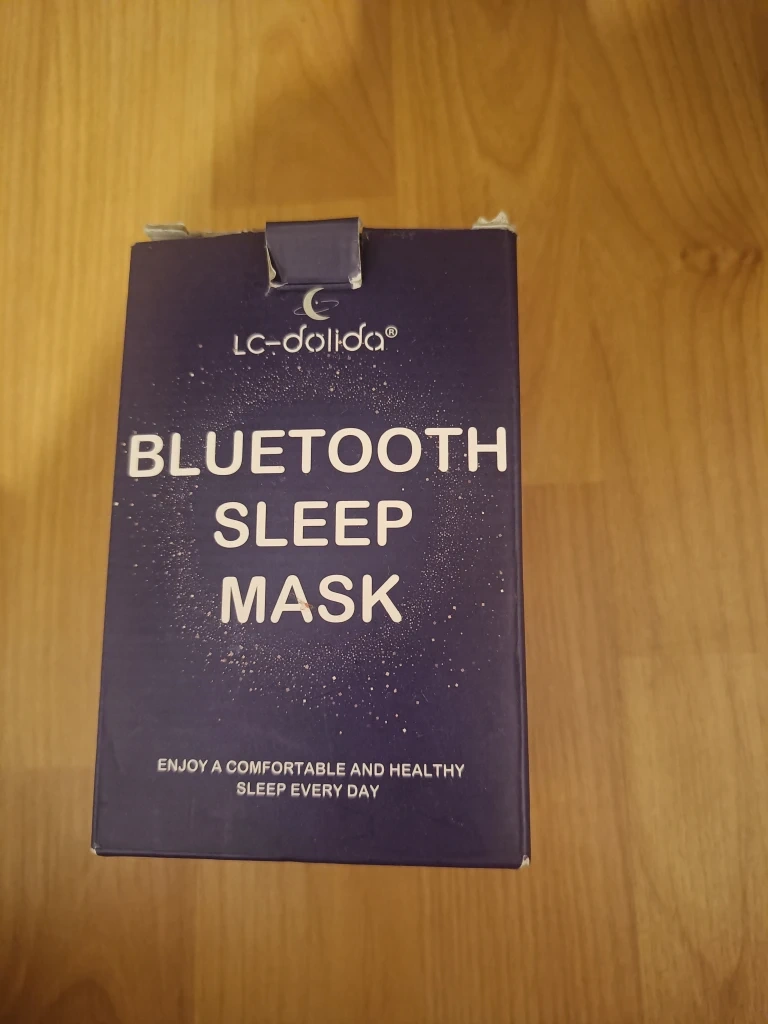 LC-dolida®
BLUETOOTH
SLEEP
MASK
ENJOY A COMFORTABLE AND HEALTHY
SLEEP EVERY DAY